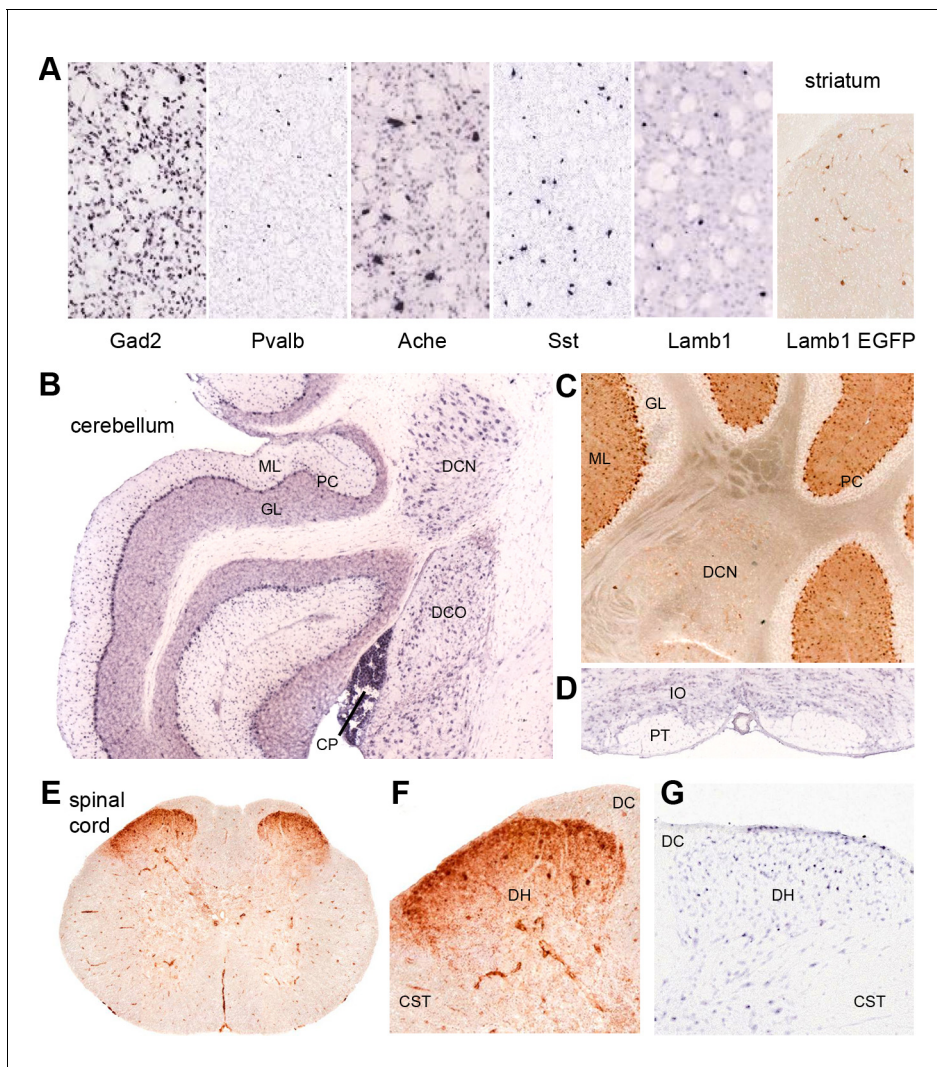 A
striatum
Gad2
Pvalb
Ache
Sst
Lamb1
Lamb1 EGFP
B
cerebellum
ML
PC
GL
DCN
DCO
CP
C
GL
ML
PC
DCN
D
IO
PT
E
spinal
cord
F
DC
DH
CST
G
DC
DH
CST